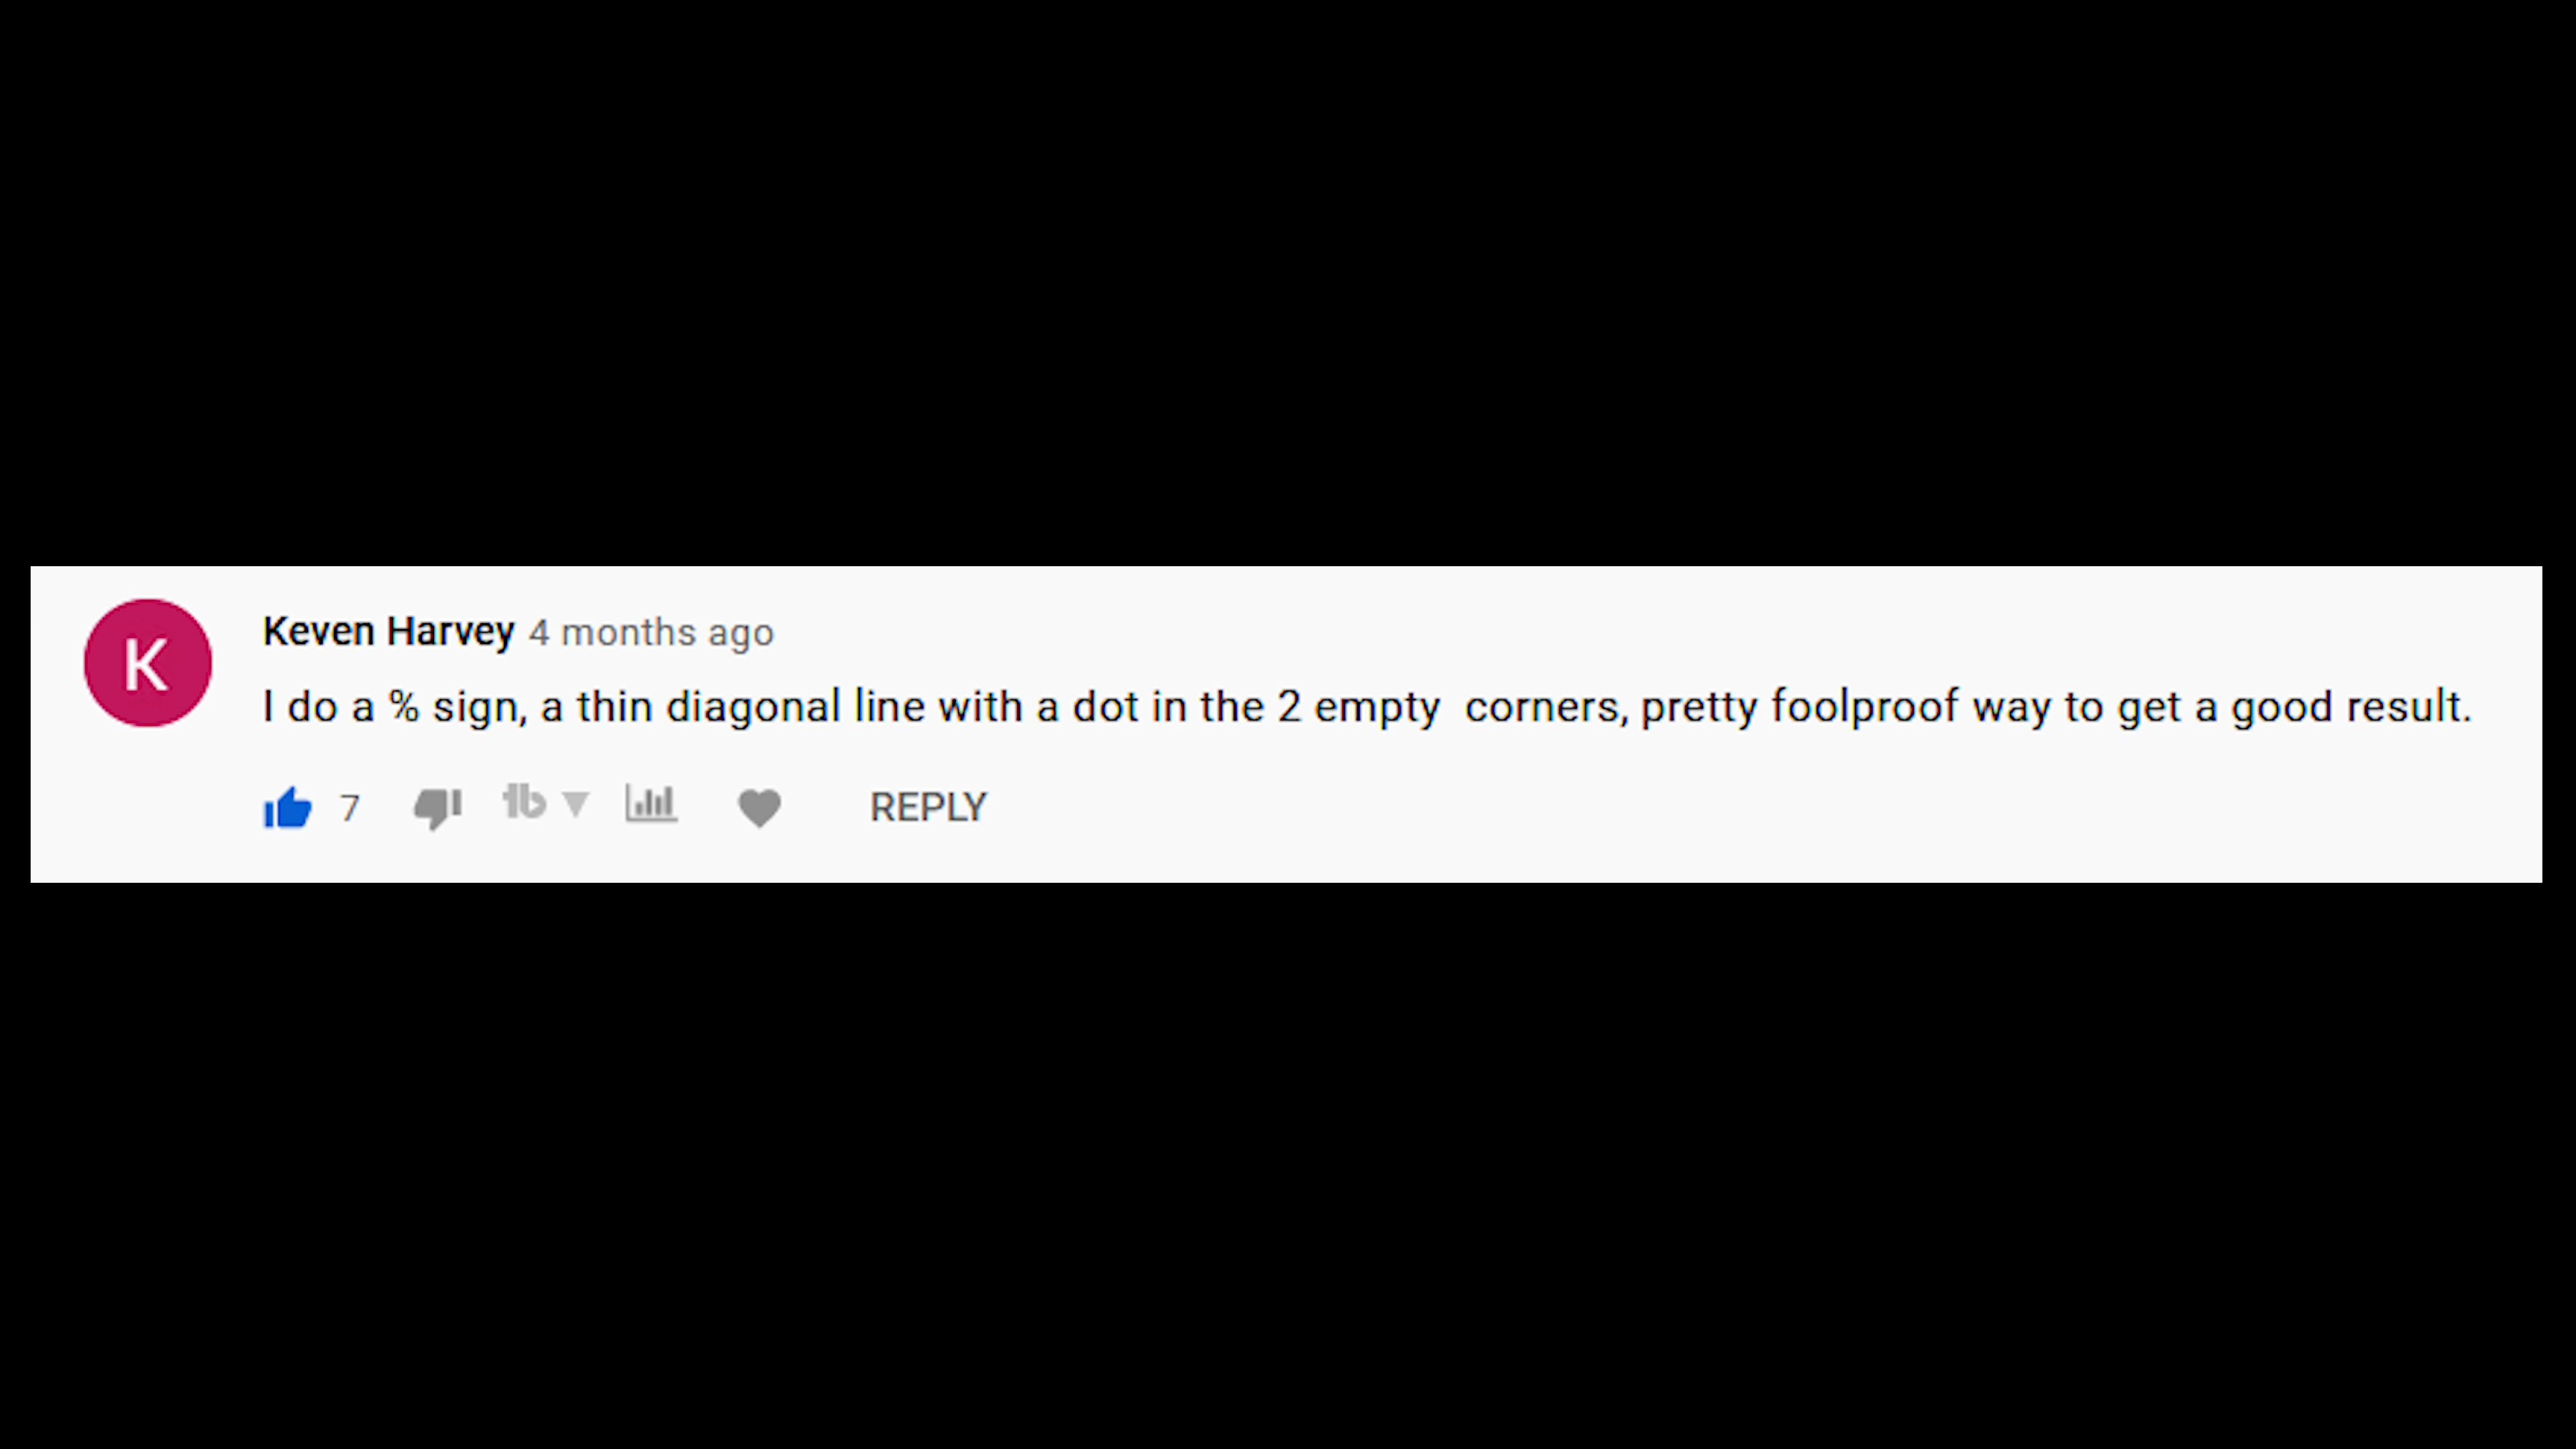 K
Keven Harvey 4 months ago
I do a % sign, a thin diagonal line with a dot in the 2 empty  corners, pretty foolproof way to get a good result.
7 tb REPLY